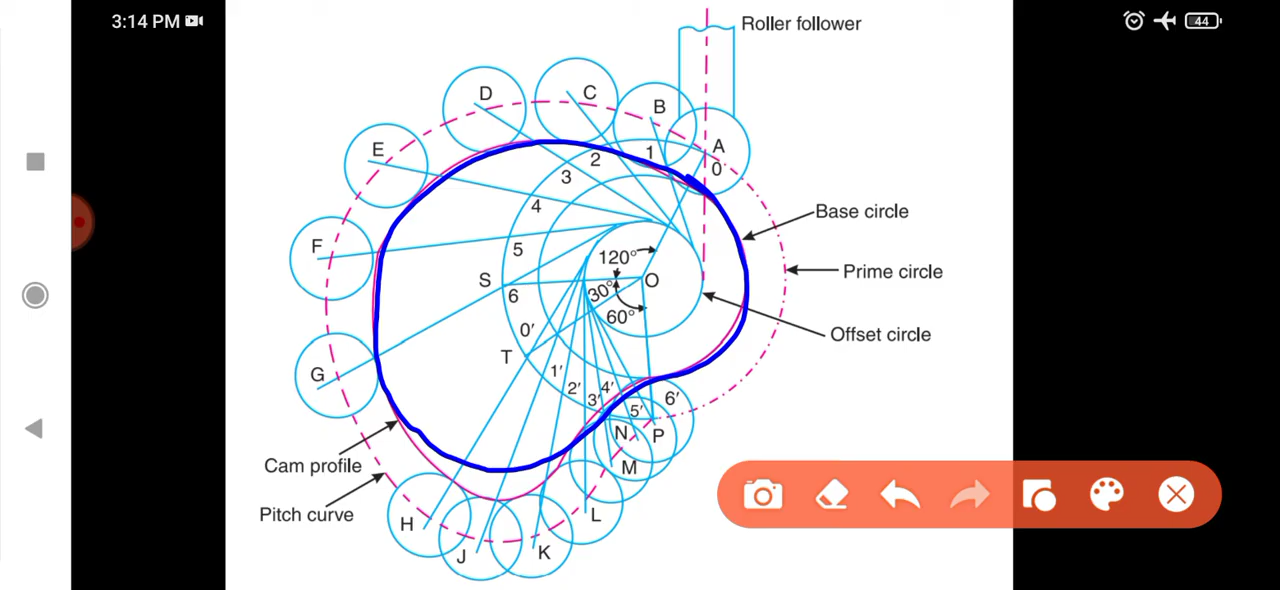 3:14 PM
44
Roller follower
D
C
B
A
E
1
0
2
3
4
Base circle
F
5
120°
S
O
Prime circle
6
30°
60°
0′
Offset circle
T
1′
G
2′
4′
3′
6′
5′
N
P
Cam profile
M
Pitch curve
L
H
J
K